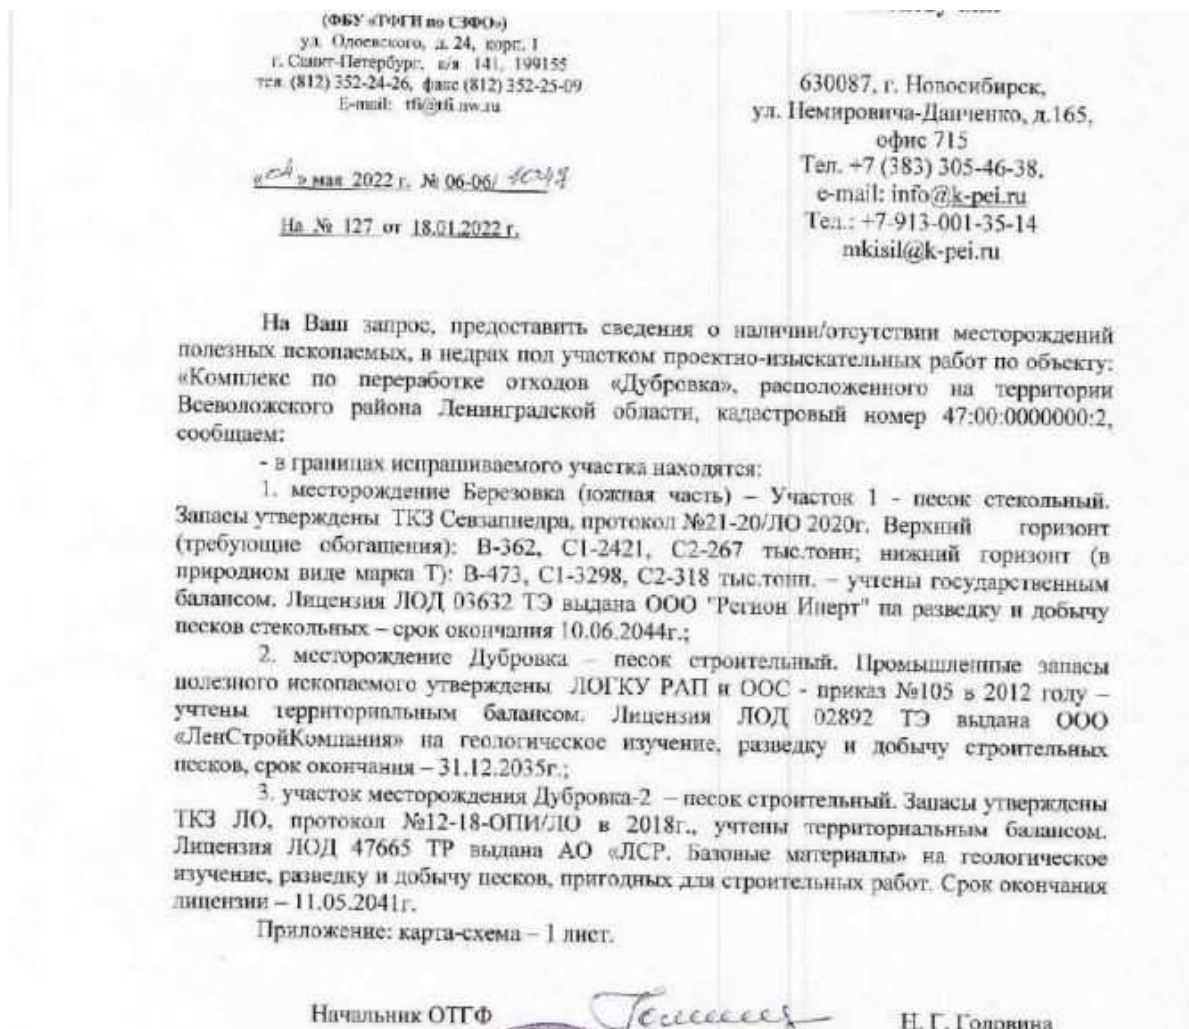 (ФБУ «ТФГИ по СЗФО»)
ул. Одоевского, д. 24, корп. 1
г. Санкт-Петербург, а/я 141, 199155
тел. (812) 352-24-26, факс (812) 352-25-09
E-mail: tfi@tfi.nw.ru
630087, г. Новосибирск,
ул. Немировича-Данченко, д.165,
офис 715
Тел. +7 (383) 305-46-38,
e-mail: info@k-pei.ru
Тел.: +7-913-001-35-14
mkisil@k-pei.ru
мая 2022 г. № 06-06/
На № 127 от 18.01.2022 г.
На Ваш запрос, предоставить сведения о наличии/отсутствии месторождений
полезных ископаемых, в недрах под участком проектно-изыскательных работ по объекту:
«Комплекс по переработке отходов «Дубровка», расположенного на территории
Всеволожского района Ленинградской области, кадастровый номер 47:00:0000000:2,
сообщаем:
- в границах испрашиваемого участка находятся:
1. месторождение Березовка (южная часть) – Участок 1 - песок стекольный.
Запасы утверждены ТКЗ Севзапнедра, протокол №21-20/ЛО 2020г. Верхний горизонт
(требующие обогащения): В-362, С1-2421, С2-267 тыс.тонн; нижний горизонт (в
природном виде марка Т): В-473, С1-3298, С2-318 тыс.тонн. – учтены государственным
балансом. Лицензия ЛОД 03632 ТЭ выдана ООО "Регион Инерт" на разведку и добычу
песков стекольных – срок окончания 10.06.2044г.;
2. месторождение Дубровка – песок строительный. Промышленные запасы
полезного ископаемого утверждены ЛОГКУ РАП и ООС - приказ №105 в 2012 году –
учтены территориальным балансом. Лицензия ЛОД 02892 ТЭ выдана ООО
«ЛенСтройКомпания» на геологическое изучение, разведку и добычу строительных
песков, срок окончания – 31.12.2035г.;
3. участок месторождения Дубровка-2 – песок строительный. Запасы утверждены
ТКЗ ЛО, протокол №12-18-ОПИ/ЛО в 2018г., учтены территориальным балансом.
Лицензия ЛОД 47665 ТР выдана АО «ЛСР. Базовые материалы» на геологическое
изучение, разведку и добычу песков, пригодных для строительных работ. Срок окончания
лицензии – 11.05.2041г.
Приложение: карта-схема – 1 лист.
Начальник ОТГФ
Н. Г. Головина